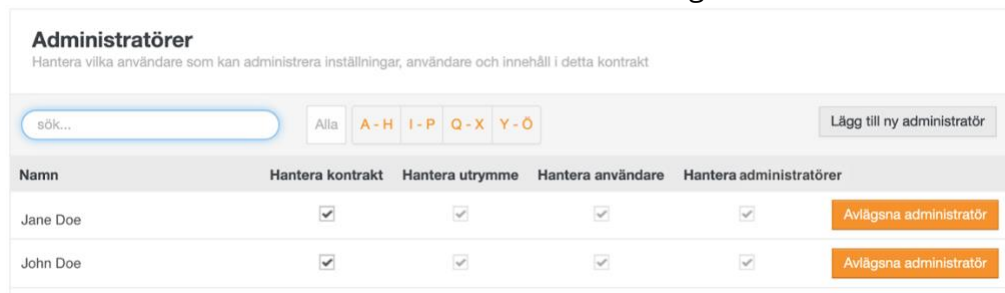 Administratörer
Hantera vilka användare som kan administrera inställningar, användare och innehåll i detta kontrakt
sök... Alla A - H I - P Q - X Y - Ö Lägg till ny administratör
Namn Hantera kontrakt Hantera utrymme Hantera användare Hantera administratörer
Jane Doe Avlägsna administratör
John Doe Avlägsna administratör